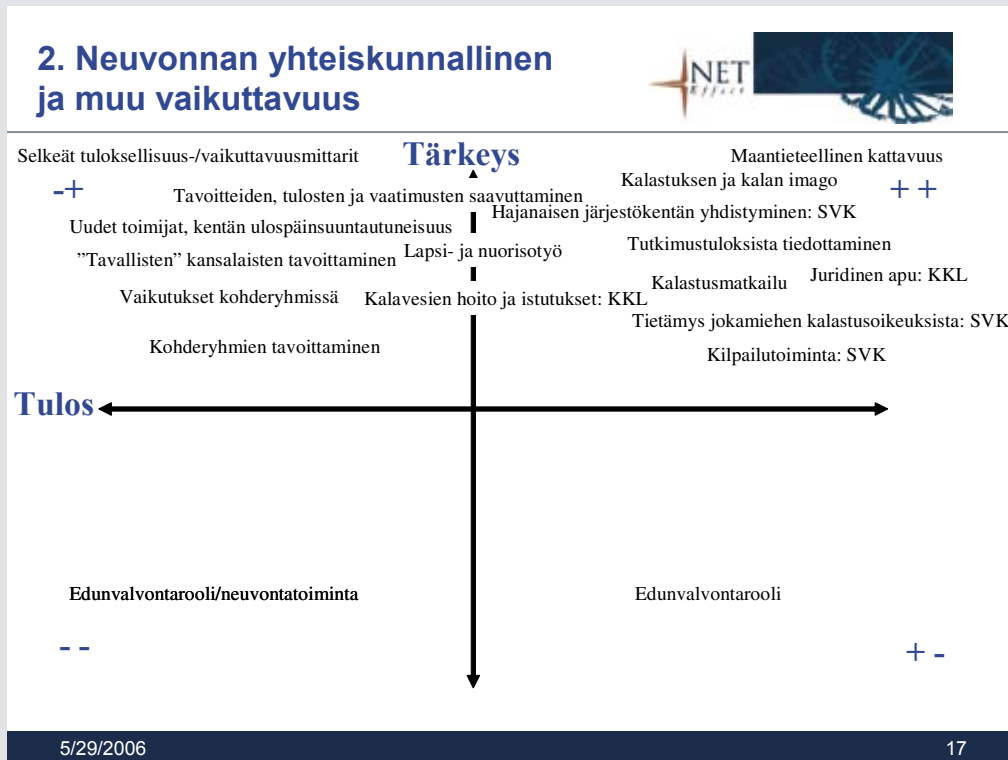 2. Neuvonnan yhteiskunnallinen
ja muu vaikuttavuus
NET
Effect
Selkeät tuloksellisuus-/vaikuttavuusmittarit
Tärkeys
Maantieteellinen kattavuus
-+
Kalastuksen ja kalan imago
+ +
Tavoitteiden, tulosten ja vaatimusten saavuttaminen
Hajanaisen järjestökentän yhdistyminen: SVK
Uudet toimijat, kentän ulospäinsuuntautuneisuus
Lapsi- ja nuorisotyö
Tutkimustuloksista tiedottaminen
”Tavallisten” kansalaisten tavoittaminen
Kalastusmatkailu
Juridinen apu: KKL
Vaikutukset kohderyhmissä
Kalavesien hoito ja istutukset: KKL
Tietämys jokamiehen kalastusoikeuksista: SVK
Kohderyhmien tavoittaminen
Kilpailutoiminta: SVK
Tulos
Edunvalvontarooli/neuvontatoiminta
Edunvalvontarooli
- -
+ -
5/29/2006
17